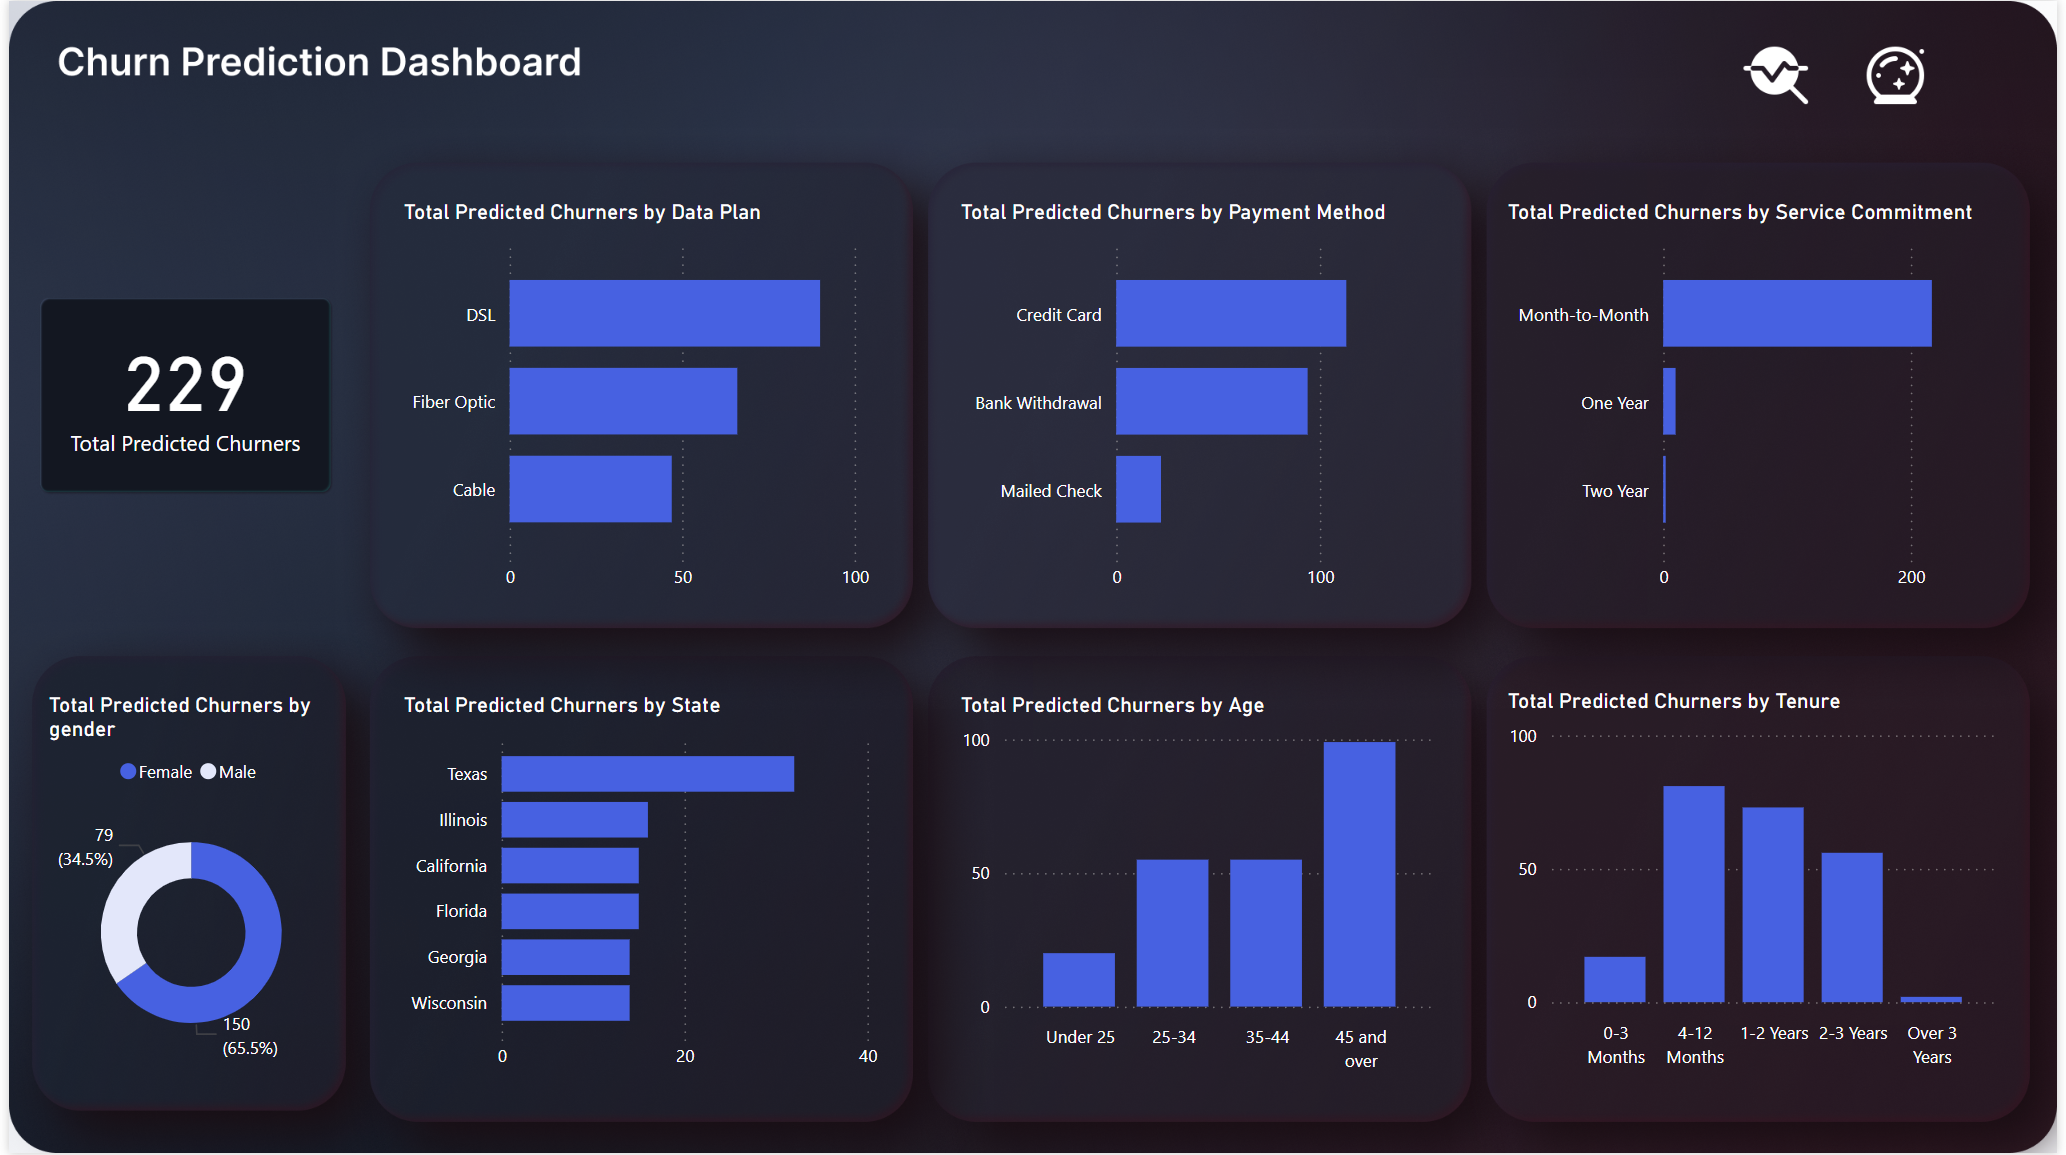 Churn Prediction Dashboard
229
Total Predicted Churners
Total Predicted Churners by Data Plan
DSL
Fiber Optic
Cable
0 50 100
Total Predicted Churners by Payment Method
Credit Card
Bank Withdrawal
Mailed Check
0 100
Total Predicted Churners by Service Commitment
Month-to-Month
One Year
Two Year
0 200
Total Predicted Churners by
gender
Female Male
79
(34.5%)
150
(65.5%)
Total Predicted Churners by State
Texas
Illinois
California
Florida
Georgia
Wisconsin
0 20 40
Total Predicted Churners by Age
100
50
0
Under 25 25-34 35-44 45 and
over
Total Predicted Churners by Tenure
100
50
0
0-3 4-12 1-2 Years 2-3 Years Over 3
Months Months Years